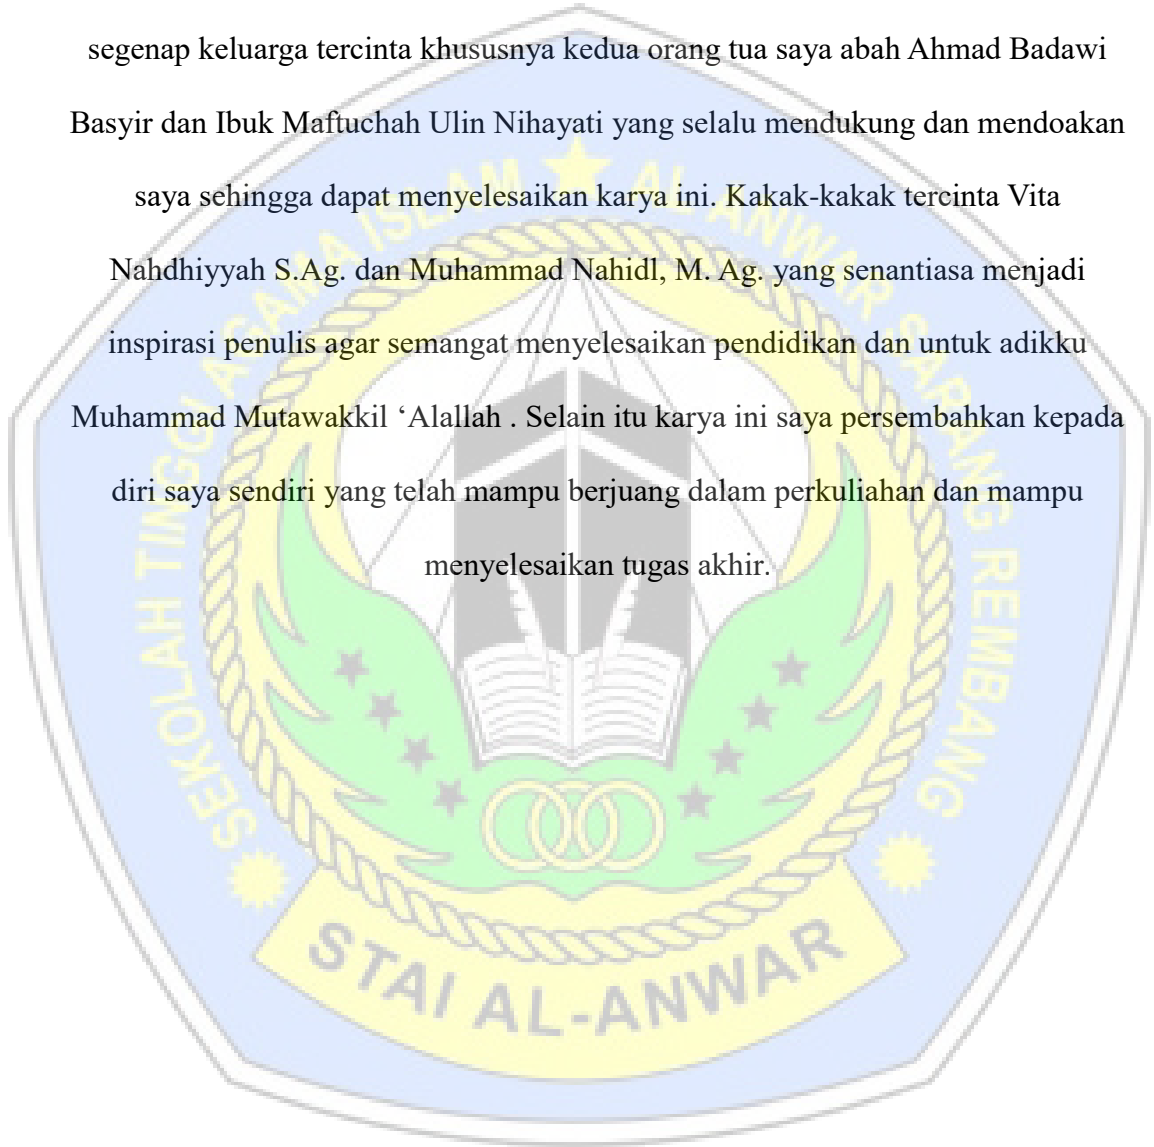 segenap keluarga tercinta khususnya kedua orang tua saya abah Ahmad Badawi
Basyir dan Ibuk Maftuchah Ulin Nihayati yang selalu mendukung dan mendoakan
saya sehingga dapat menyelesaikan karya ini. Kakak-kakak tercinta Vita
Nahdhiyyah S.Ag. dan Muhammad Nahidl, M. Ag. yang senantiasa menjadi
inspirasi penulis agar semangat menyelesaikan pendidikan dan untuk adikku
Muhammad Mutawakkil ‘Alallah . Selain itu karya ini saya persembahkan kepada
diri saya sendiri yang telah mampu berjuang dalam perkuliahan dan mampu
menyelesaikan tugas akhir.
SEKOLAH TINGGI AGAMA ISLAM AL ANWAR SARANG REMBANG
STAI AL-ANWAR